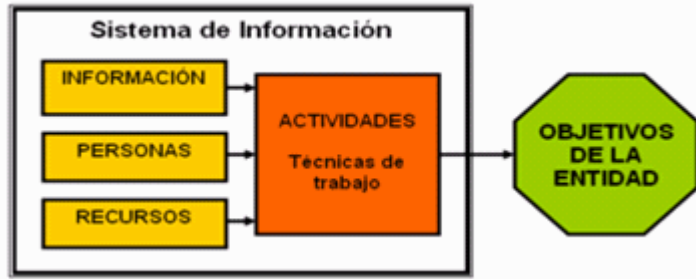 Sistema de Información
INFORMACIÓN
PERSONAS
RECURSOS
ACTIVIDADES
Técnicas de
trabajo
OBJETIVOS
DE LA
ENTIDAD